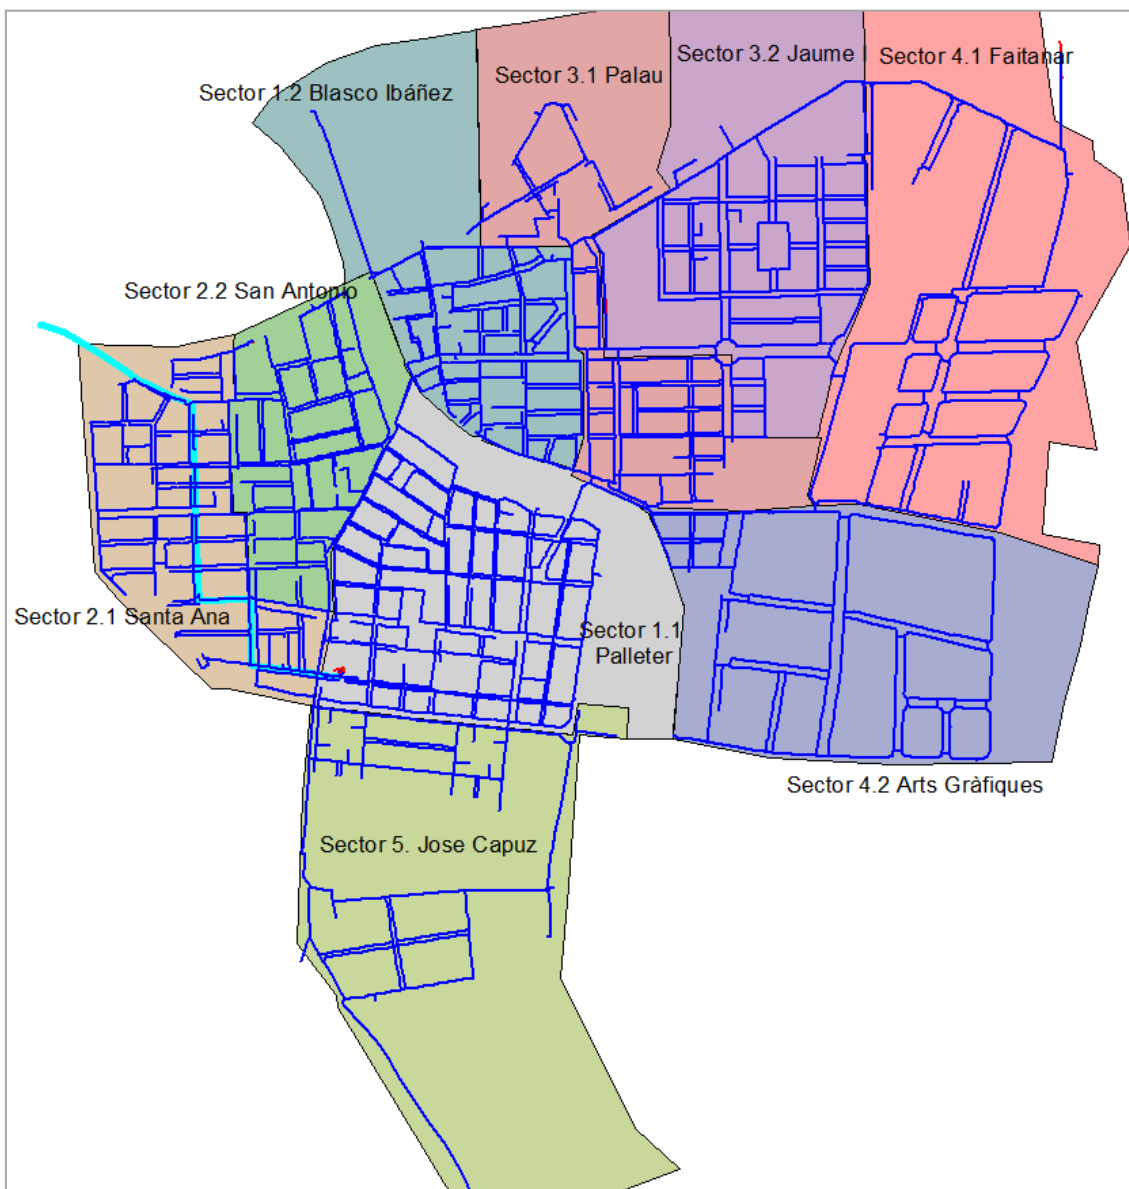 Sector 3.2 Jaume I
Sector 4.1 Faitanar
Sector 3.1 Palau
Sector 1.2 Blasco Ibáñez
Sector 2.2 San Antonio
Sector 2.1 Santa Ana
Sector 1.1
Palleter
Sector 4.2 Arts Gràfiques
Sector 5. Jose Capuz